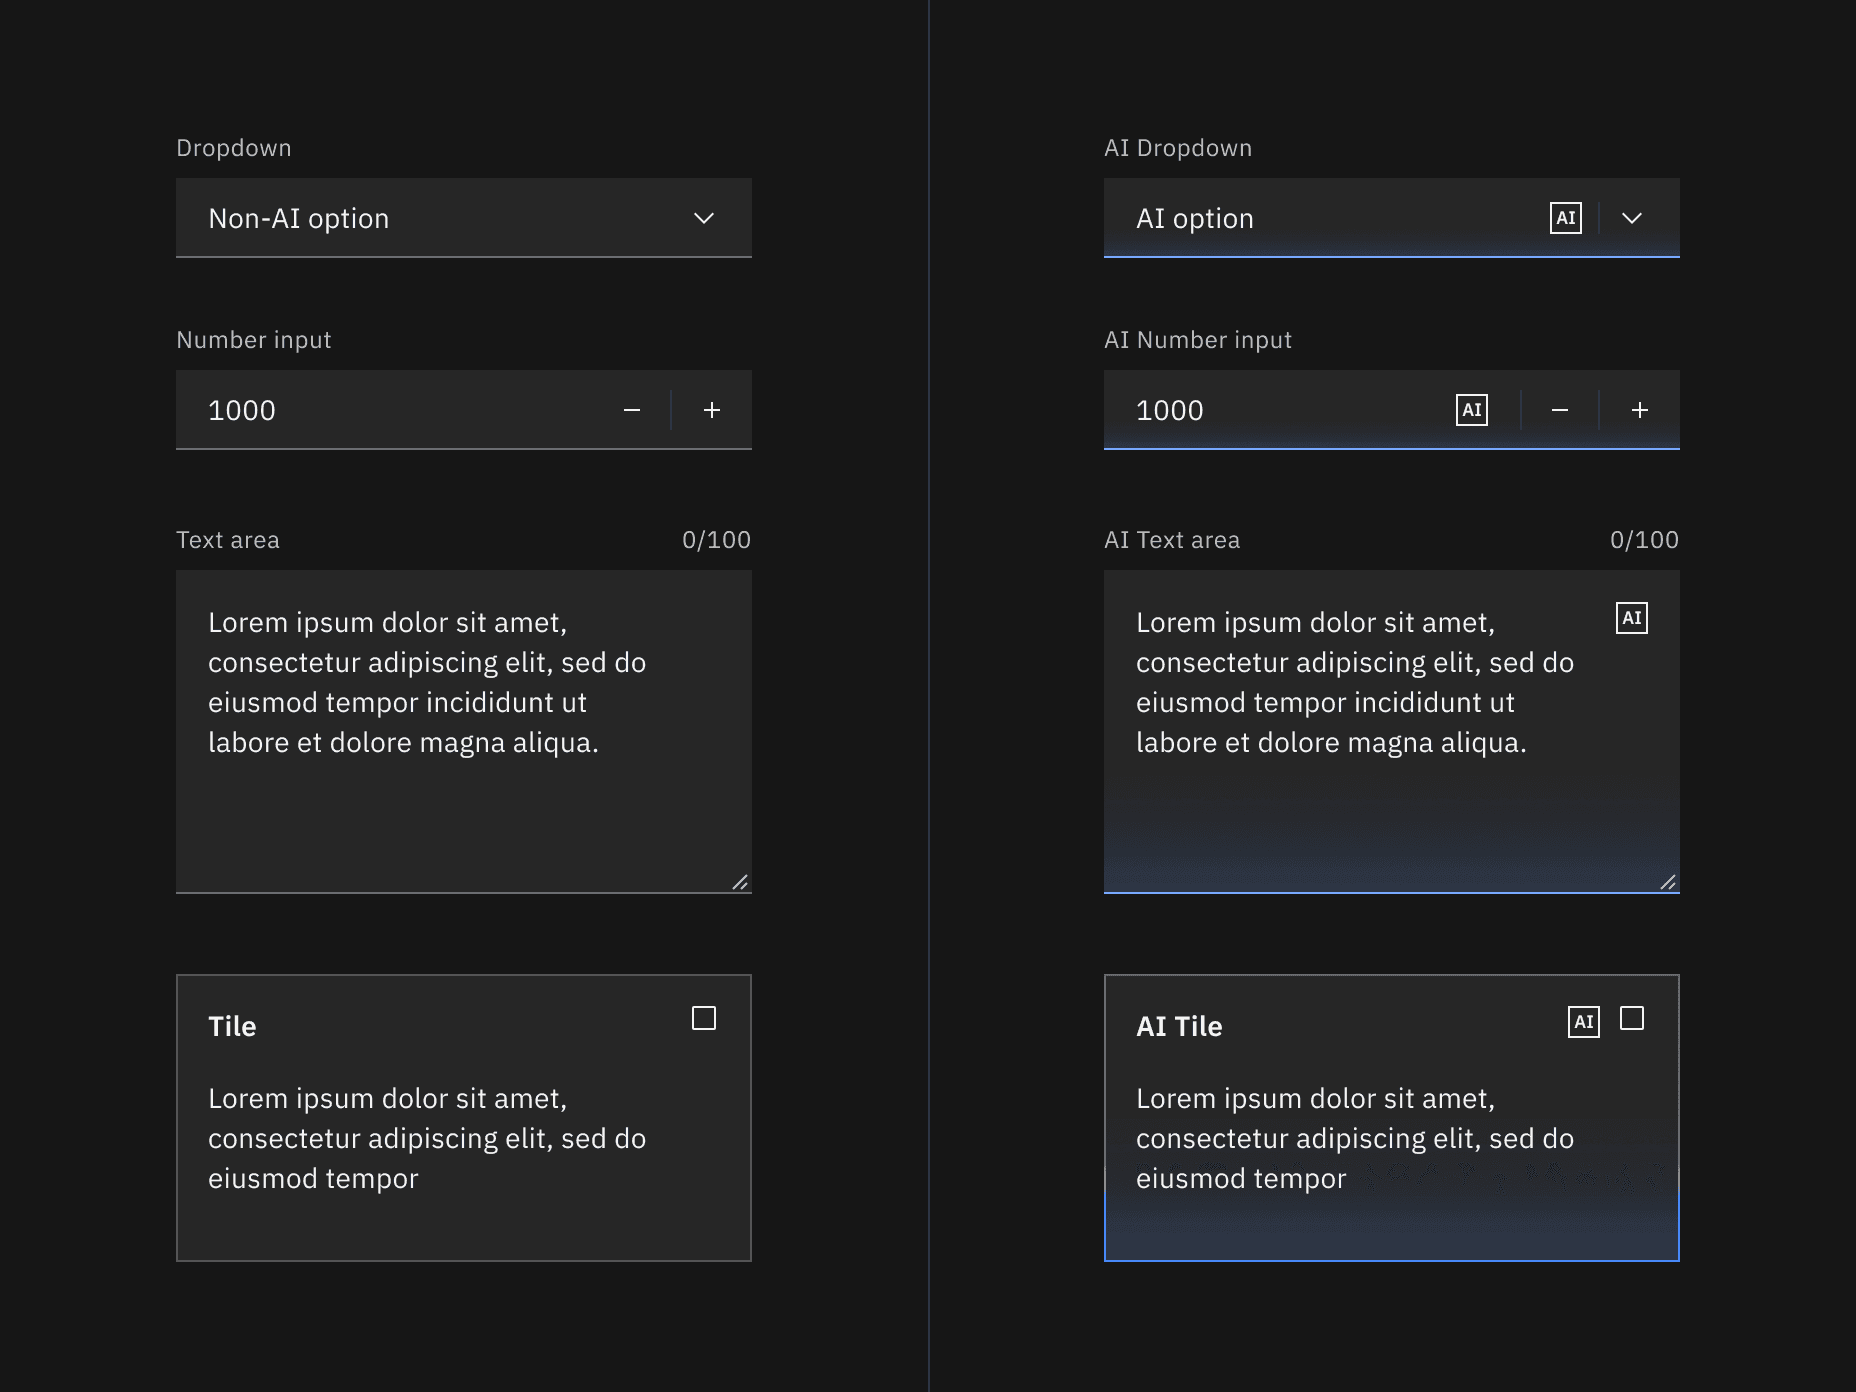 Dropdown
Non-AI option
Number input
1000
Text area 0/100
Lorem ipsum dolor sit amet,
consectetur adipiscing elit, sed do
eiusmod tempor incididunt ut
labore et dolore magna aliqua.
Tile
Lorem ipsum dolor sit amet,
consectetur adipiscing elit, sed do
eiusmod tempor
AI Dropdown
AI option AI
AI Number input
1000 AI
AI Text area 0/100
Lorem ipsum dolor sit amet, AI
consectetur adipiscing elit, sed do
eiusmod tempor incididunt ut
labore et dolore magna aliqua.
AI Tile AI
Lorem ipsum dolor sit amet,
consectetur adipiscing elit, sed do
eiusmod tempor